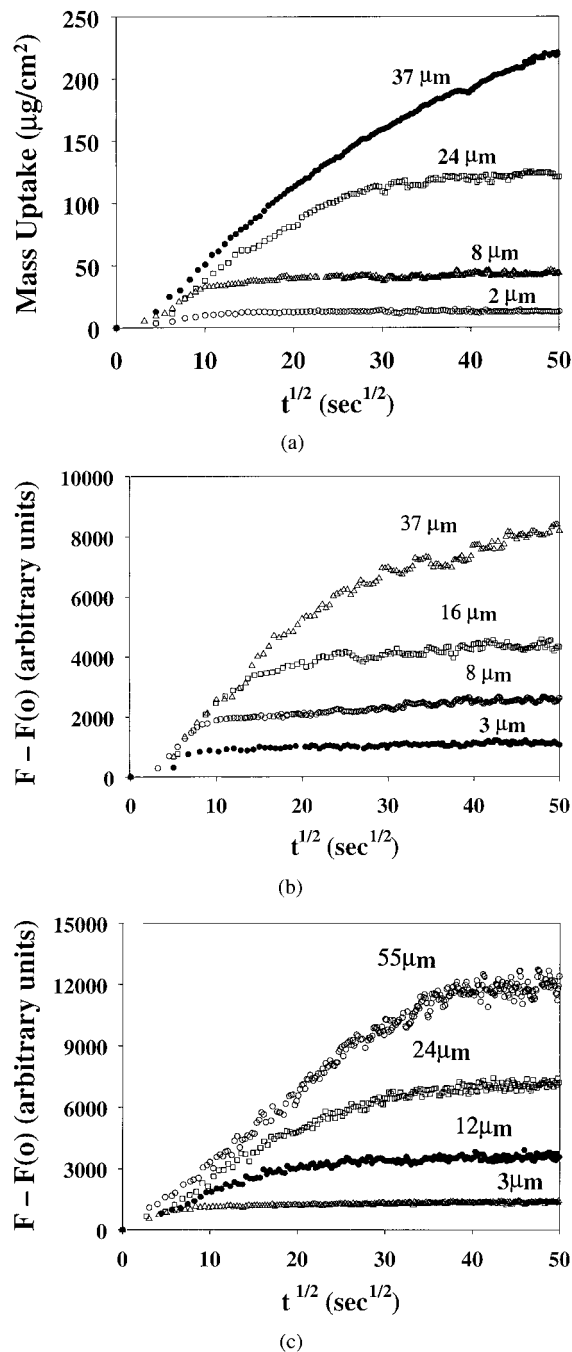 250
200
150
100
50
0
Mass Uptake (μg/cm²)
37 μm
24 μm
8 μm
2 μm
0 10 20 30 40 50
t^{1/2} (sec^{1/2})
(a)
10000
8000
6000
4000
2000
0
F – F(o) (arbitrary units)
37 μm
16 μm
8 μm
3 μm
0 10 20 30 40 50
t^{1/2} (sec^{1/2})
(b)
15000
12000
9000
6000
3000
0
F – F(o) (arbitrary units)
55μm
24μm
12μm
3μm
0 10 20 30 40 50
t^{1/2} (sec^{1/2})
(c)